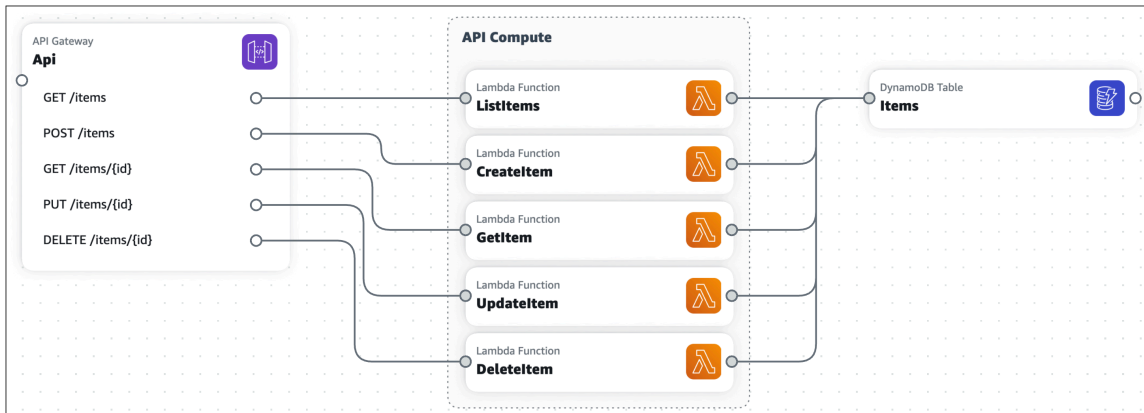 API Gateway
Api
GET /items
POST /items
GET /items/{id}
PUT /items/{id}
DELETE /items/{id}
API Compute
Lambda Function
ListItems
Lambda Function
CreateItem
Lambda Function
GetItem
Lambda Function
UpdateItem
Lambda Function
DeleteItem
DynamoDB Table
Items